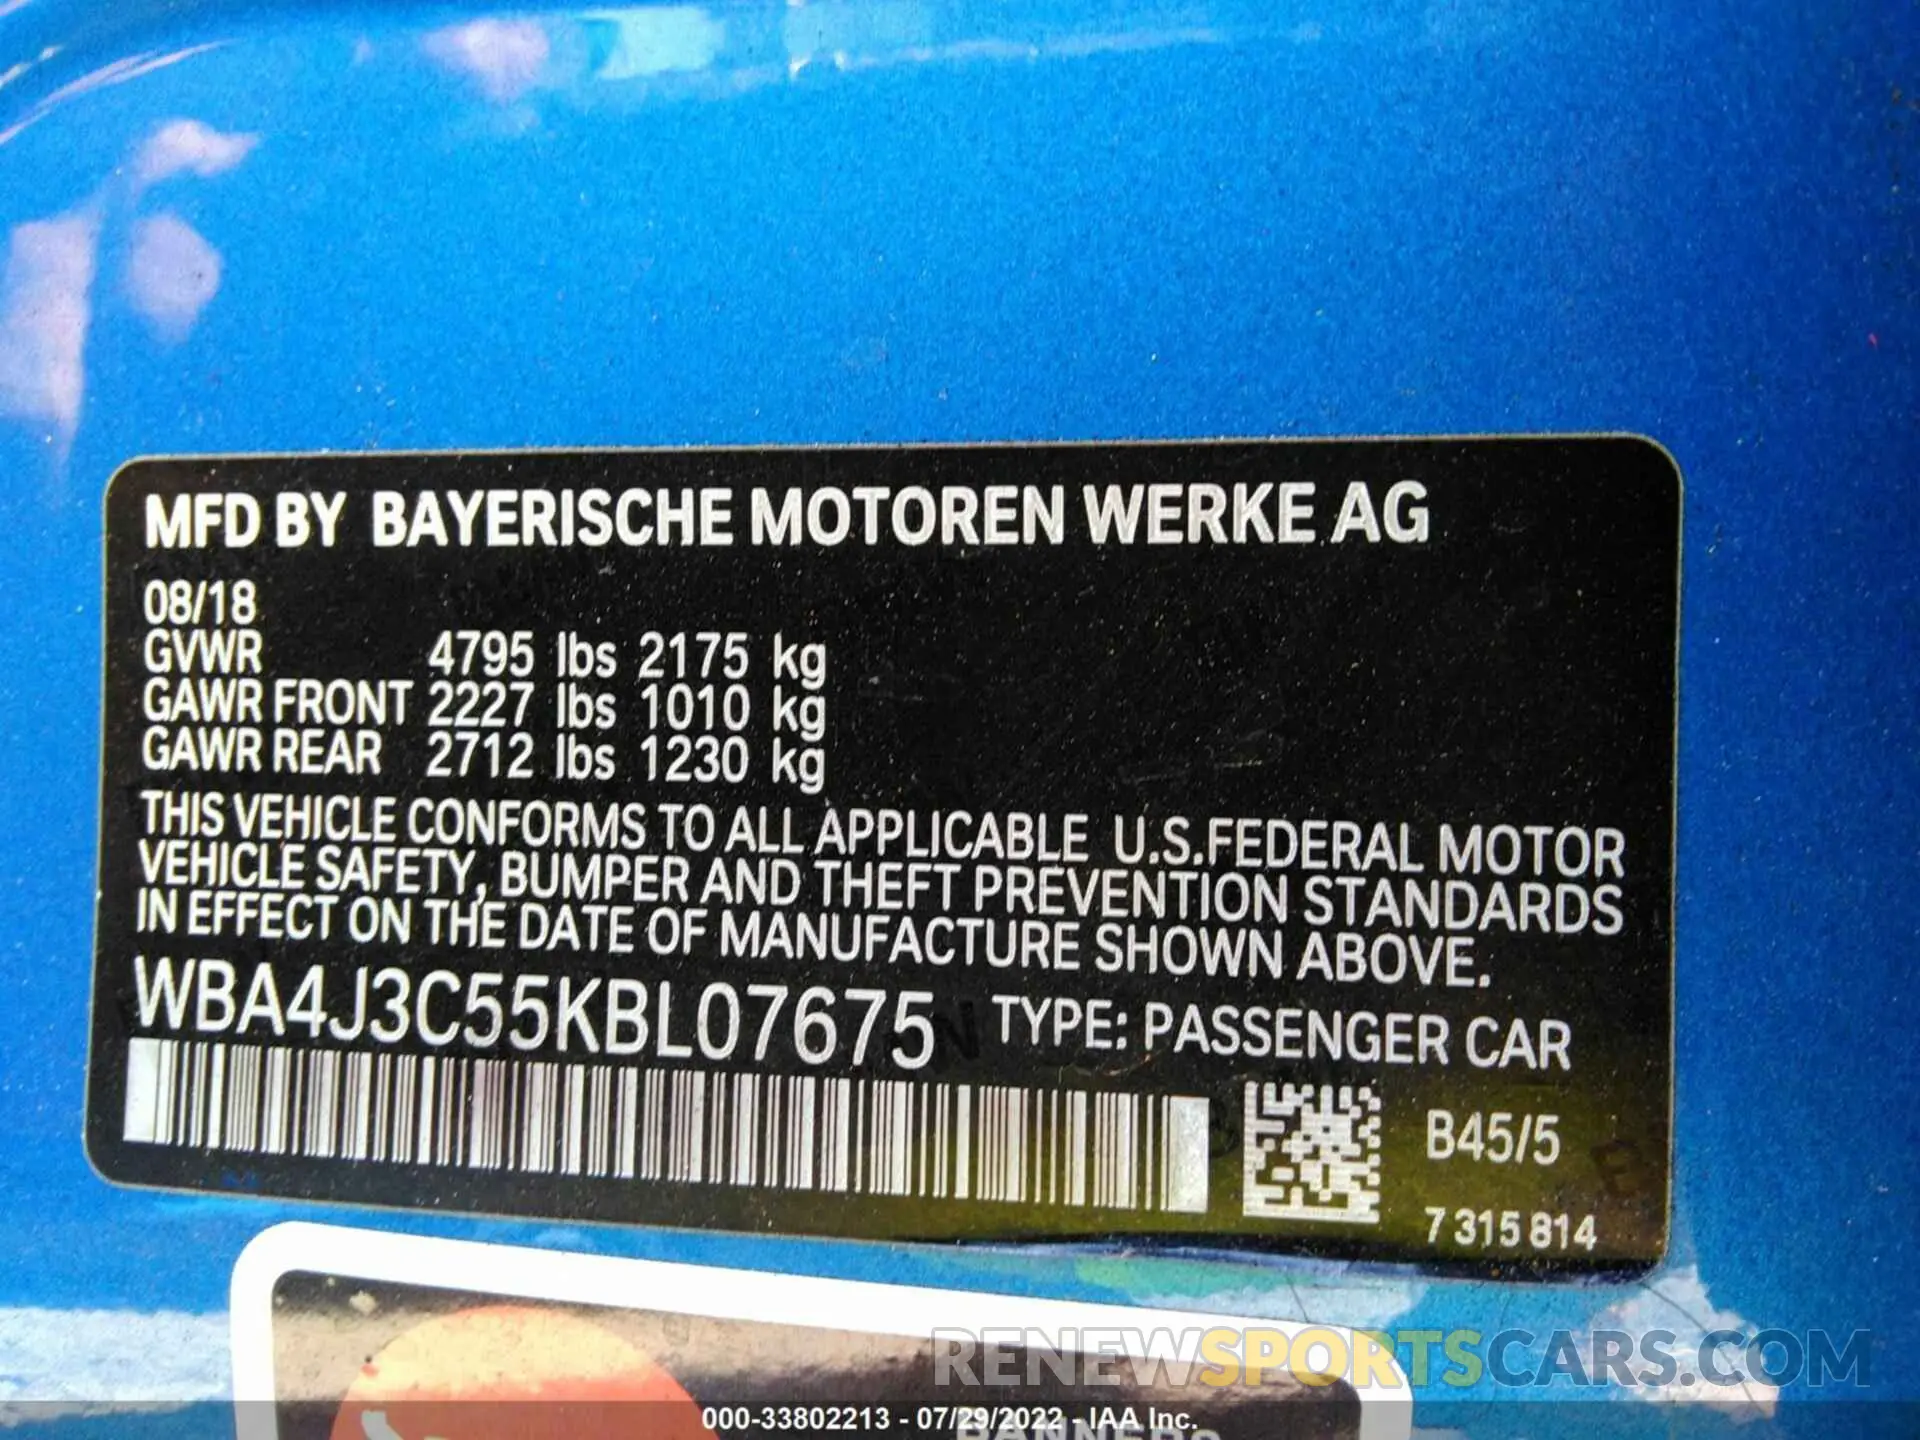 MFD BY BAYERISCHE MOTOREN WERKE AG
08/18
GVWR 4795 lbs 2175 kg
GAWR FRONT 2227 lbs 1010 kg
GAWR REAR 2712 lbs 1230 kg
THIS VEHICLE CONFORMS TO ALL APPLICABLE U.S.FEDERAL MOTOR
VEHICLE SAFETY, BUMPER AND THEFT PREVENTION STANDARDS
IN EFFECT ON THE DATE OF MANUFACTURE SHOWN ABOVE.
WBA4J3C55KBL07675 TYPE: PASSENGER CAR
B45/5
7 315 814
RENEWSPORTSCARS.COM
000-33802213 - 07/29/2022 - IAA Inc.